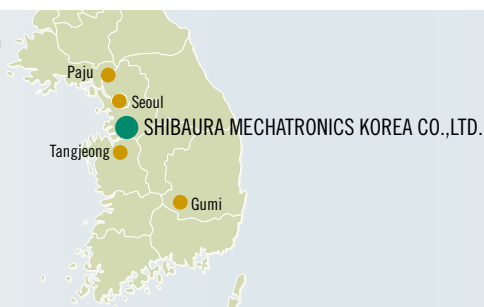 Paju
Seoul
SHIBAURA MECHATRONICS KOREA CO.,LTD.
Tangjeong
Gumi